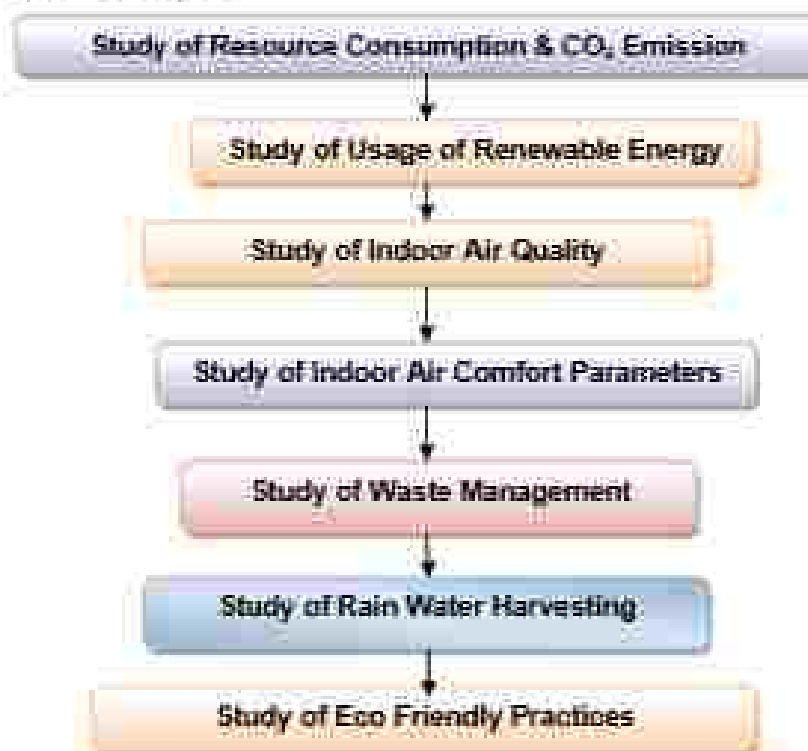 Study of Resource Consumption & CO₂ Emission
Study of Usage of Renewable Energy
Study of Indoor Air Quality
Study of Indoor Air Comfort Parameters
Study of Waste Management
Study of Rain Water Harvesting
Study of Eco Friendly Practices